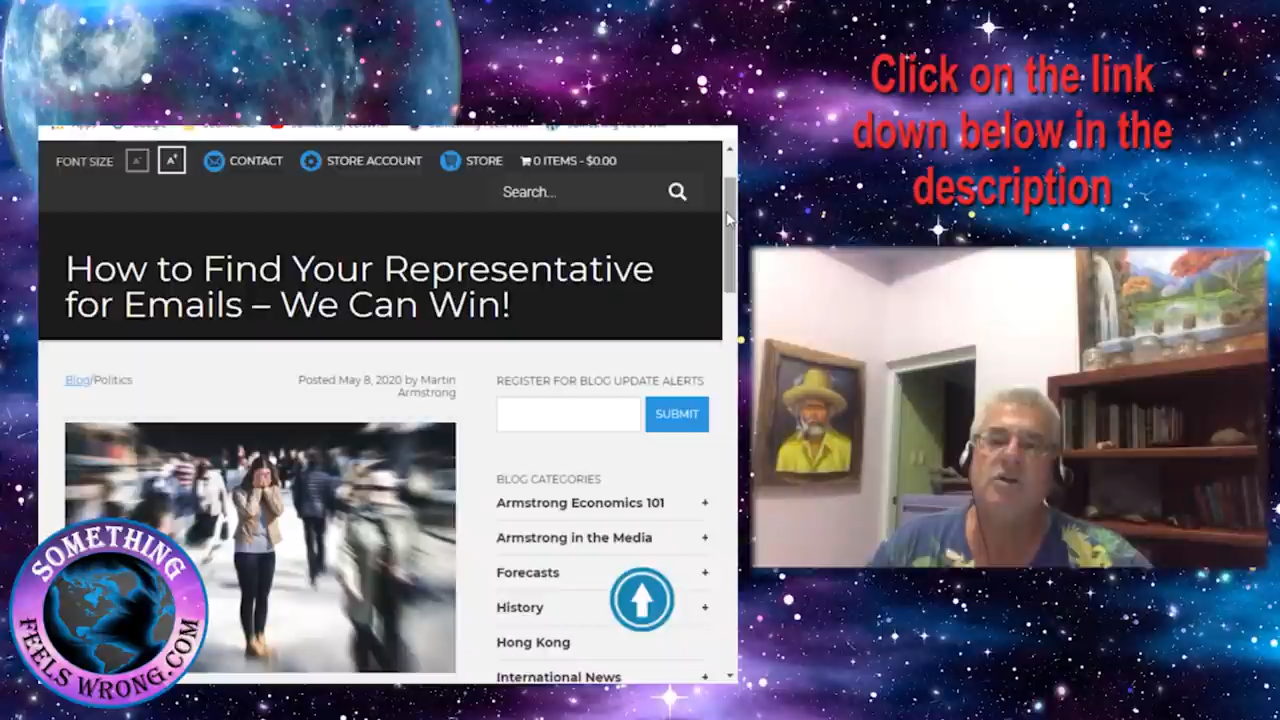 Click on the link
down below in the
description
FONT SIZE A- A+ CONTACT STORE ACCOUNT STORE 0 ITEMS - $0.00
Search...
How to Find Your Representative
for Emails – We Can Win!
Blog/Politics
Posted May 8, 2020 by Martin
Armstrong
REGISTER FOR BLOG UPDATE ALERTS
SUBMIT
BLOG CATEGORIES
Armstrong Economics 101 +
Armstrong in the Media +
Forecasts +
History +
Hong Kong
International News +
SOMETHING
FEELS WRONG.COM